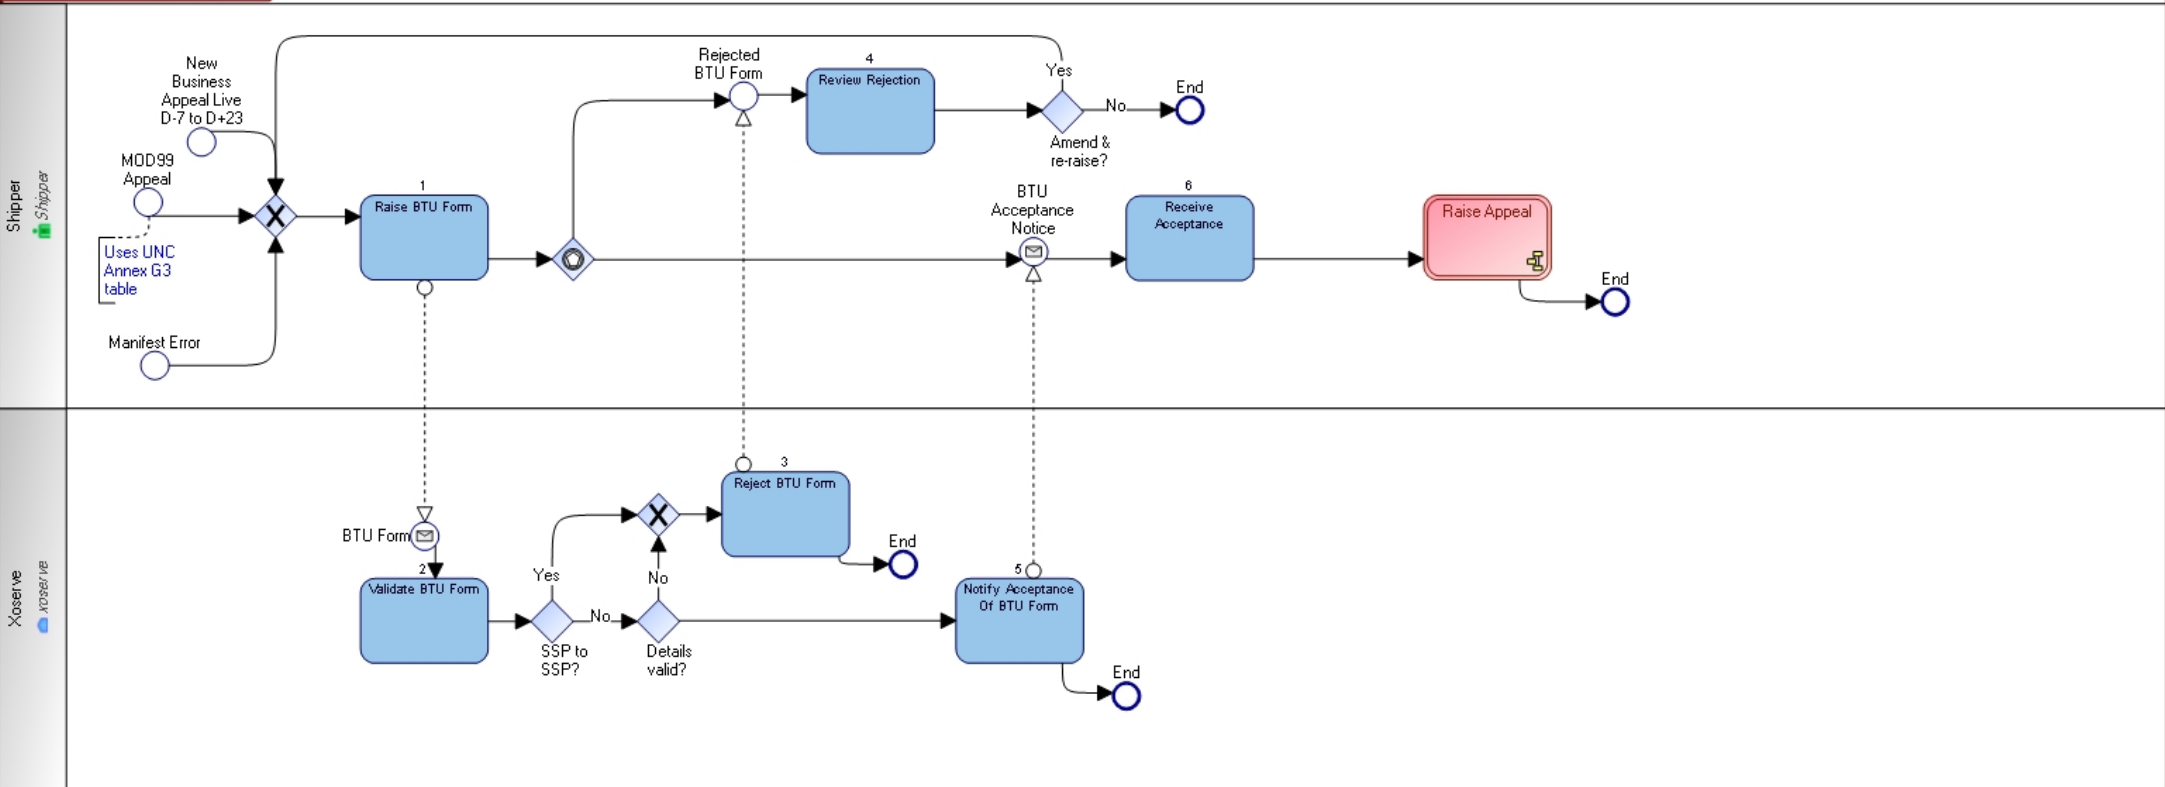 Shipper
Shipper
New
Business
Appeal Live
D-7 to D+23
MOD99
Appeal
Uses UNC
Annex G3
table
Manifest Error
1
Raise BTU Form
Rejected
BTU Form
4
Review Rejection
Yes
Amend &
re-raise?
No
End
BTU
Acceptance
Notice
6
Receive
Acceptance
Raise Appeal
End
Xoserve
xoserve
BTU Form
2
Validate BTU Form
Yes
SSP to
SSP?
No
No
Details
valid?
3
Reject BTU Form
End
5
Notify Acceptance
Of BTU Form
End